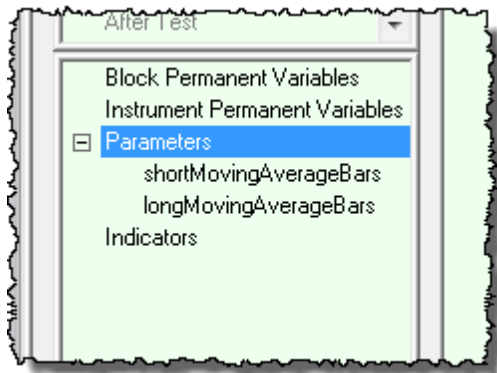 After Test
Block Permanent Variables
Instrument Permanent Variables
Parameters
shortMovingAverageBars
longMovingAverageBars
Indicators